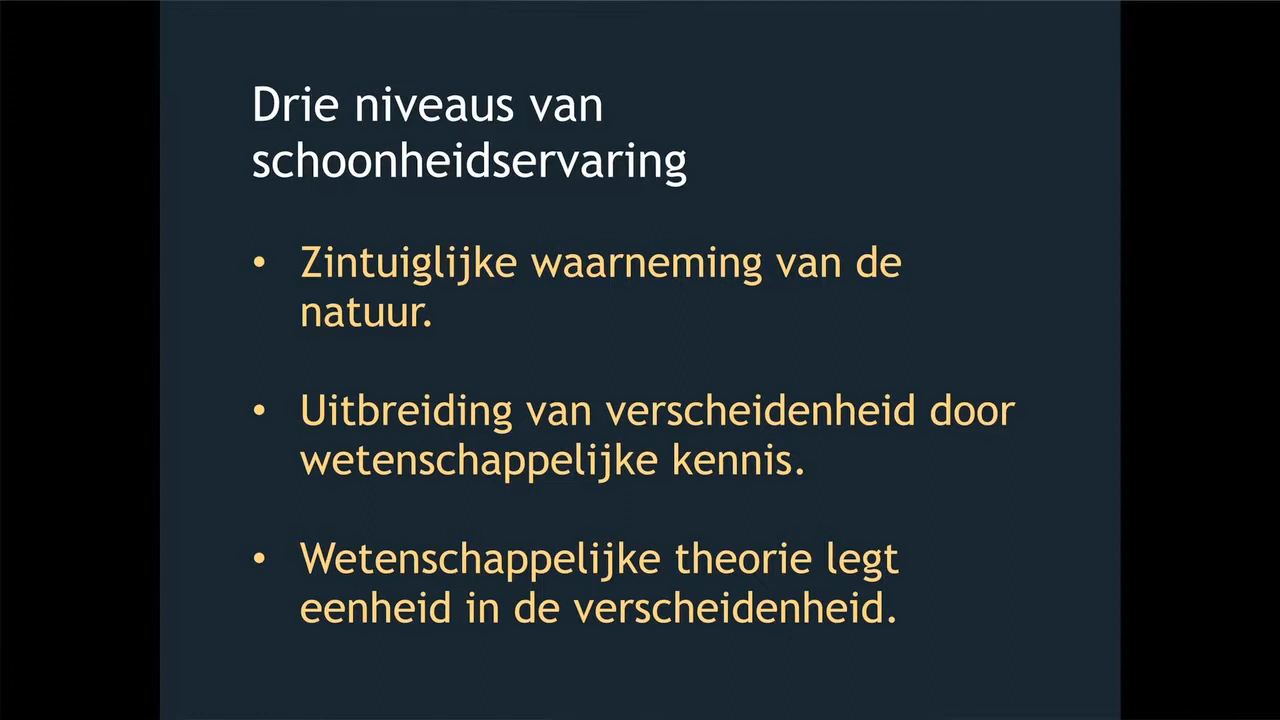 Drie niveaus van
schoonheidservaring
• Zintuiglijke waarneming van de
natuur.
• Uitbreiding van verscheidenheid door
wetenschappelijke kennis.
• Wetenschappelijke theorie legt
eenheid in de verscheidenheid.